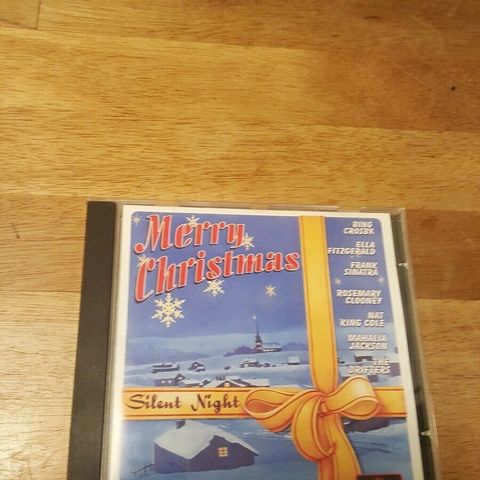 Merry
Christmas
BING
CROSBY
ELLA
FITZGERALD
FRANK
SINATRA
ROSEMARY
CLOONEY
NAT
KING COLE
MAHALIA
JACKSON
THE
DRIFTERS
Silent Night